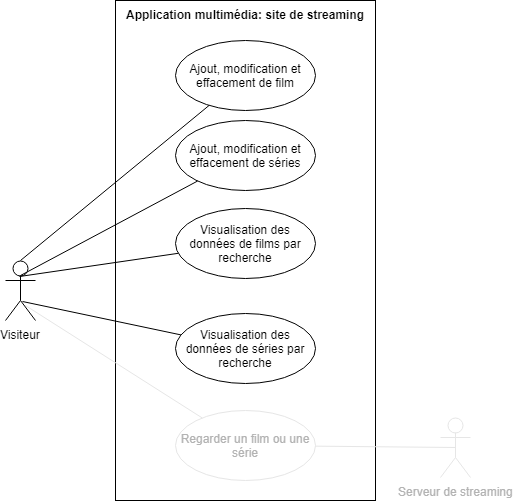 Application multimédia: site de streaming
Ajout, modification et
effacement de film
Ajout, modification et
effacement de séries
Visualisation des
données de films par
recherche
Visiteur
Visualisation des
données de séries par
recherche
Regarder un film ou une
série
Serveur de streaming